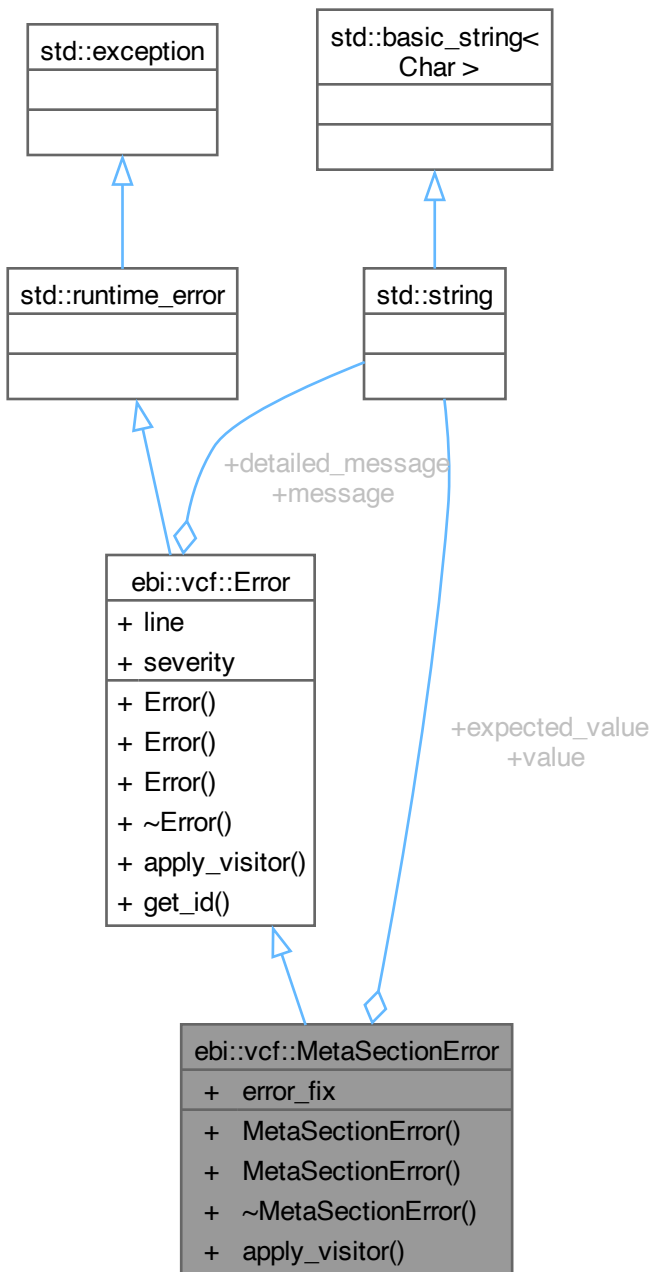 std::exception
std::basic_string<
Char >
std::runtime_error
std::string
+detailed_message
+message
ebi::vcf::Error
+ line
+ severity
+ Error()
+ Error()
+ Error()
+ ~Error()
+ apply_visitor()
+ get_id()
+expected_value
+value
ebi::vcf::MetaSectionError
+ error_fix
+ MetaSectionError()
+ MetaSectionError()
+ ~MetaSectionError()
+ apply_visitor()